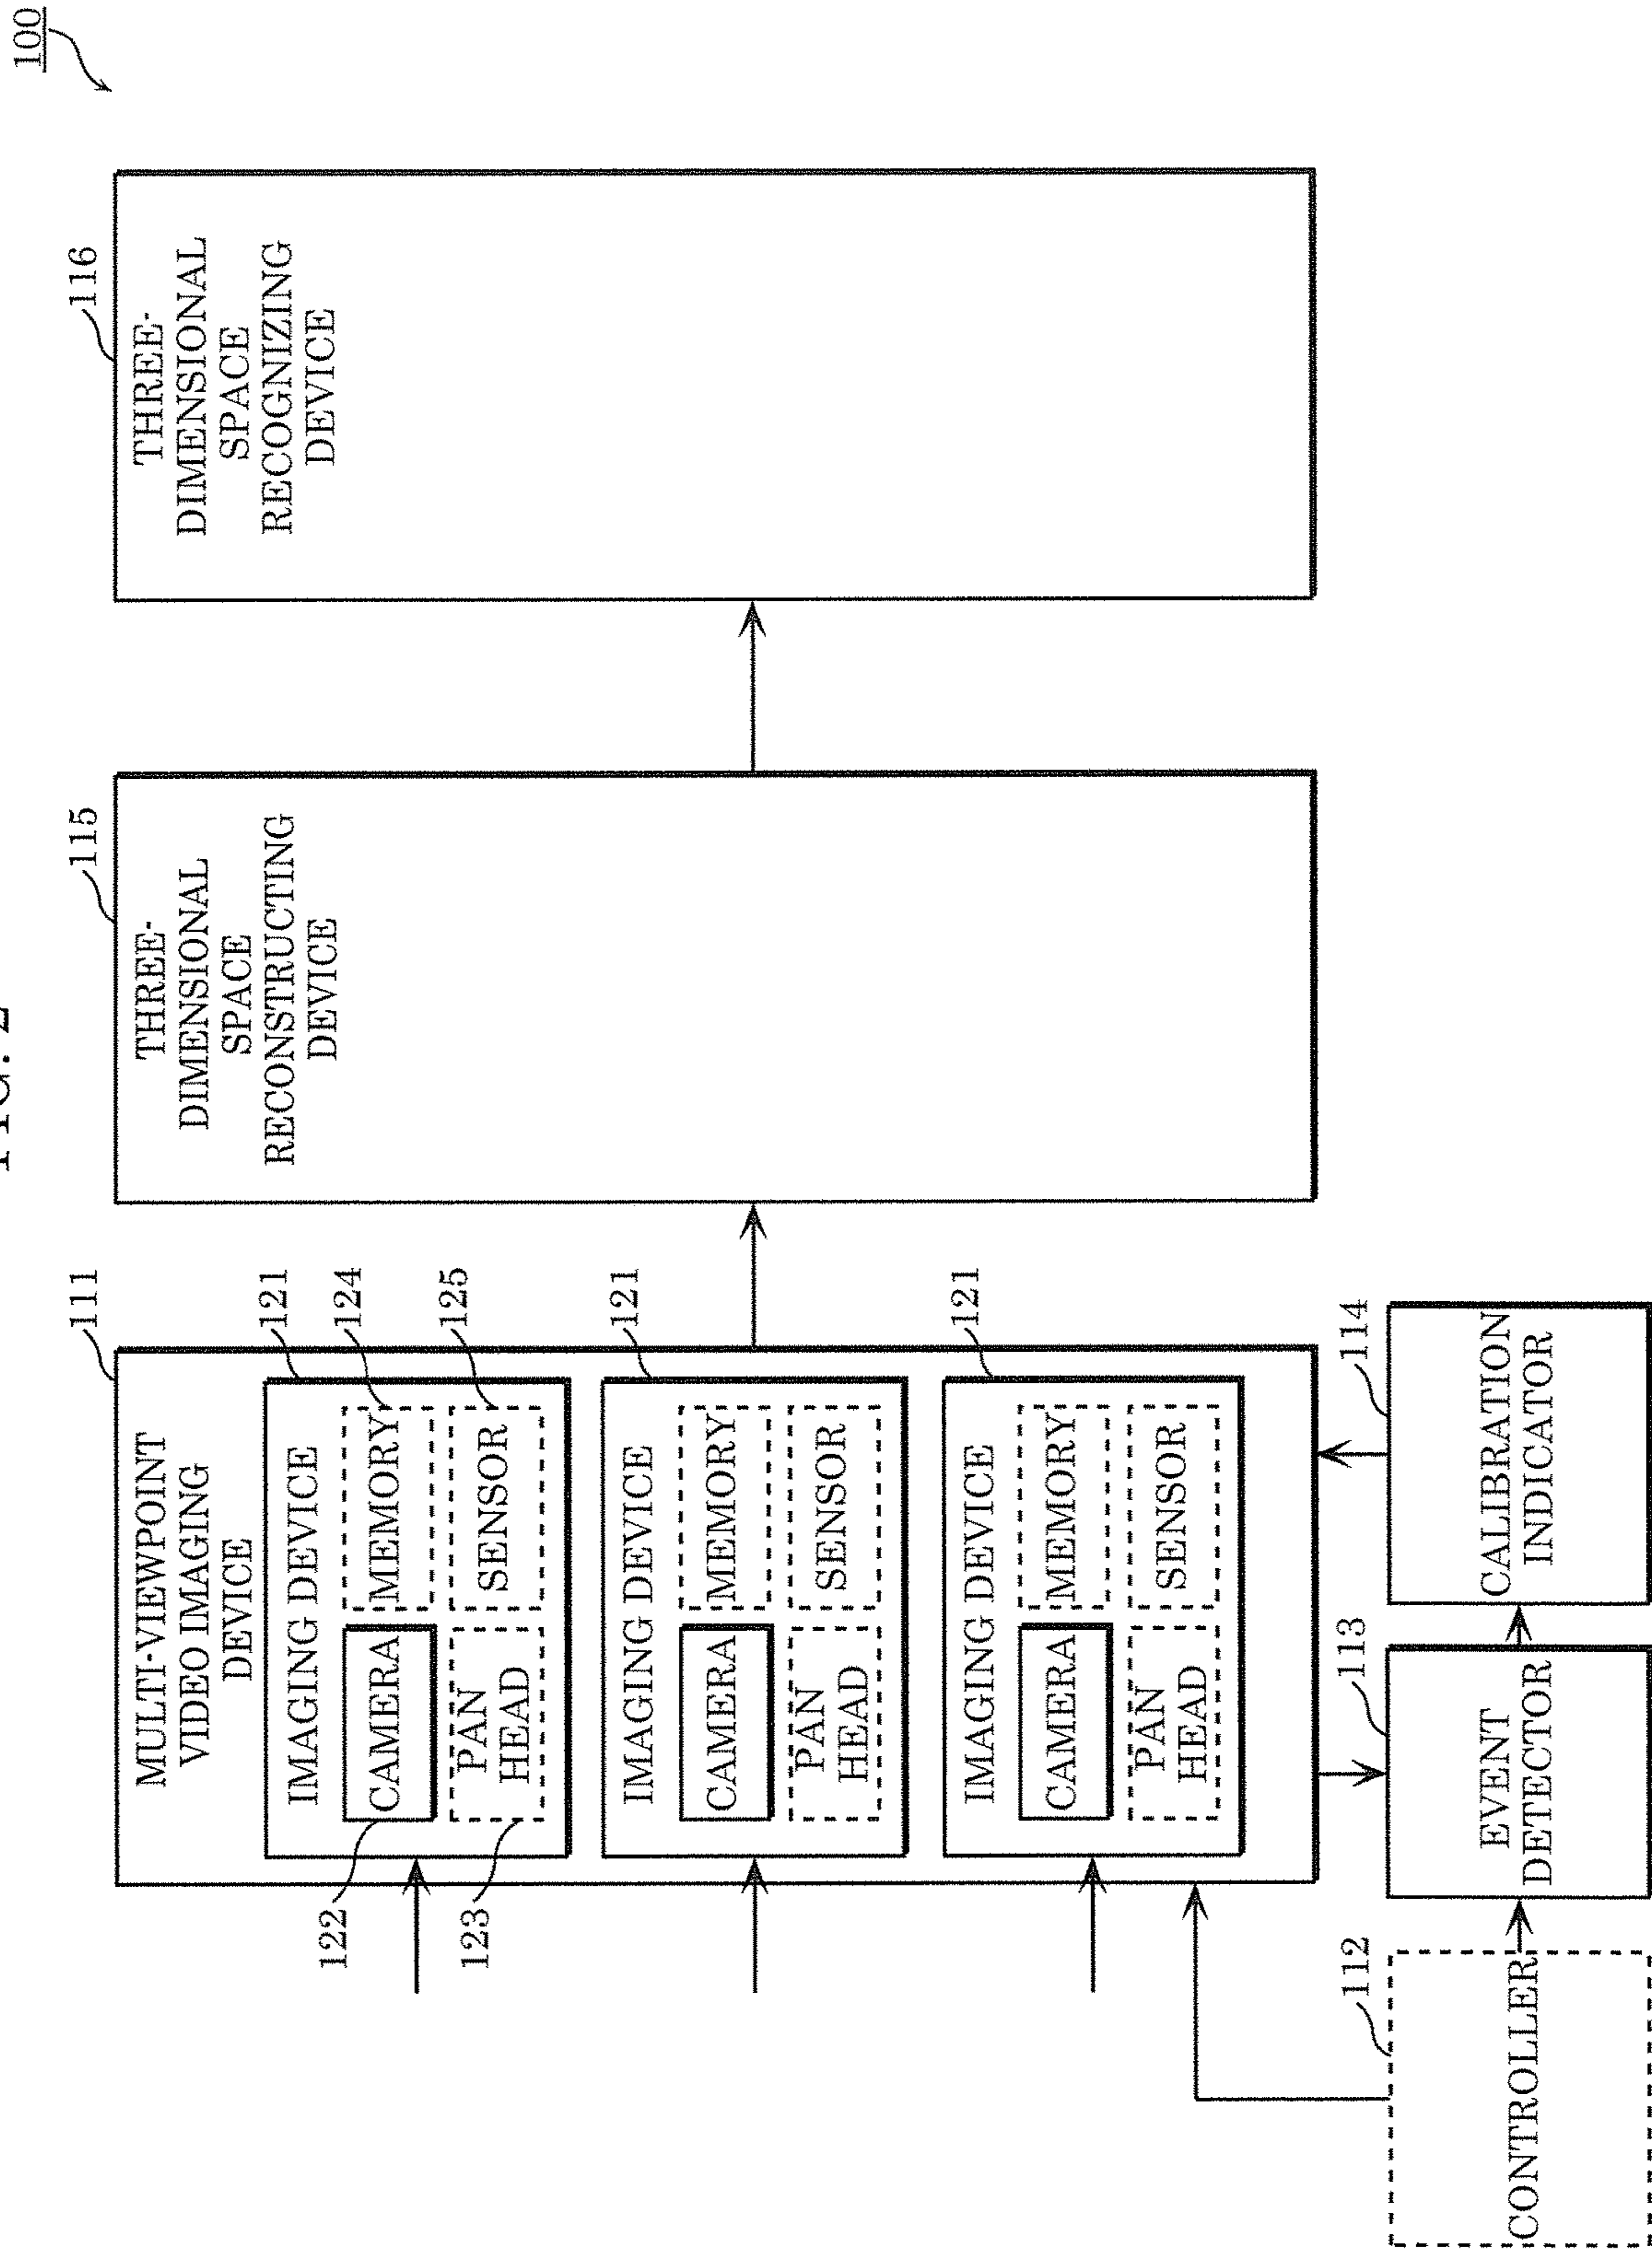 FIG. 2
100
111
MULTI-VIEWPOINT
VIDEO IMAGING
DEVICE
121
IMAGING DEVICE
122
CAMERA
124
MEMORY
123
PAN
HEAD
125
SENSOR
121
IMAGING DEVICE
CAMERA
MEMORY
PAN
HEAD
SENSOR
121
IMAGING DEVICE
CAMERA
MEMORY
PAN
HEAD
SENSOR
115
THREE-
DIMENSIONAL
SPACE
RECONSTRUCTING
DEVICE
116
THREE-
DIMENSIONAL
SPACE
RECOGNIZING
DEVICE
112
CONTROLLER
113
EVENT
DETECTOR
114
CALIBRATION
INDICATOR